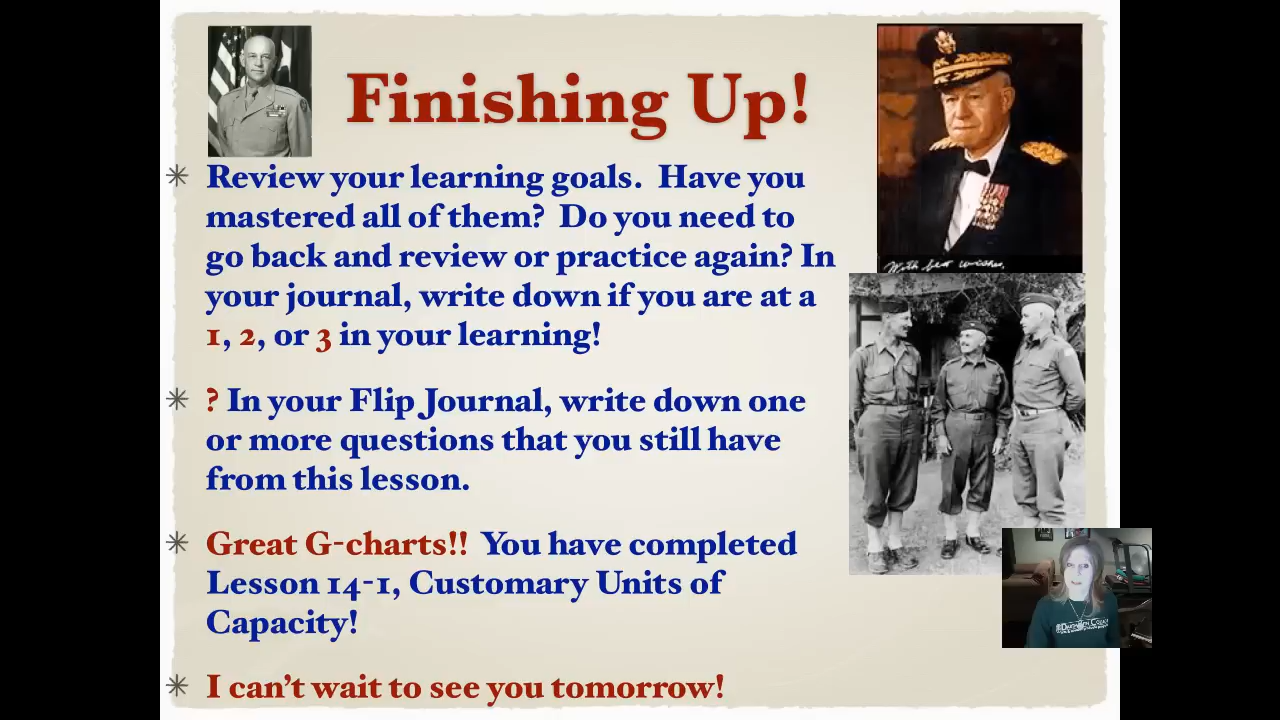 Finishing Up!
Review your learning goals.  Have you
mastered all of them?  Do you need to
go back and review or practice again? In
your journal, write down if you are at a
1, 2, or 3 in your learning!
? In your Flip Journal, write down one
or more questions that you still have
from this lesson.
Great G-charts!!  You have completed
Lesson 14-1, Customary Units of
Capacity!
I can't wait to see you tomorrow!
With best wishes,